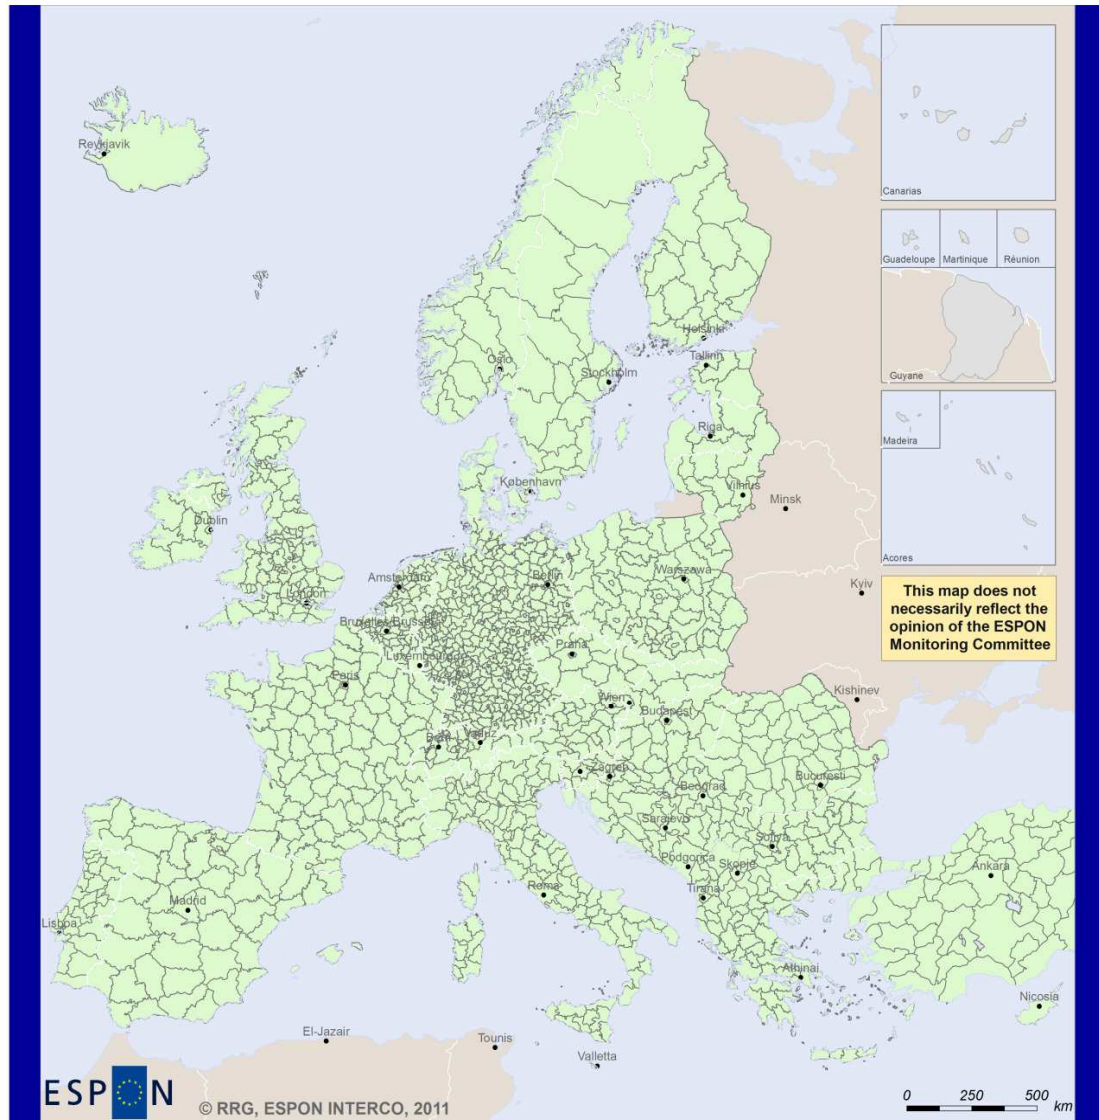 Reykjavik
Canarias
Guadeloupe
Martinique
Réunion
Guyane
Helsinki
Oslo
Tallinn
Stockholm
Madeira
Riga
København
Vilnius
Minsk
Dublin
Acores
Amsterdam
Berlin
Warszawa
Kyiv
London
This map does not
necessarily reflect the
opinion of the ESPON
Monitoring Committee
Bruxelles/Brussel
Praha
Luxembourg
Paris
Kishinev
Wien
Budapest
Bern
Vaduz
Zagreb
Beograd
Bucuresti
Sarajevo
Sofiya
Podgorica
Skopje
Ankara
Tirana
Roma
Madrid
Lisboa
Athinai
Nicosia
El-Jazair
Tounis
Valletta
ESPON
© RRG, ESPON INTERCO, 2011
0 250 500
km